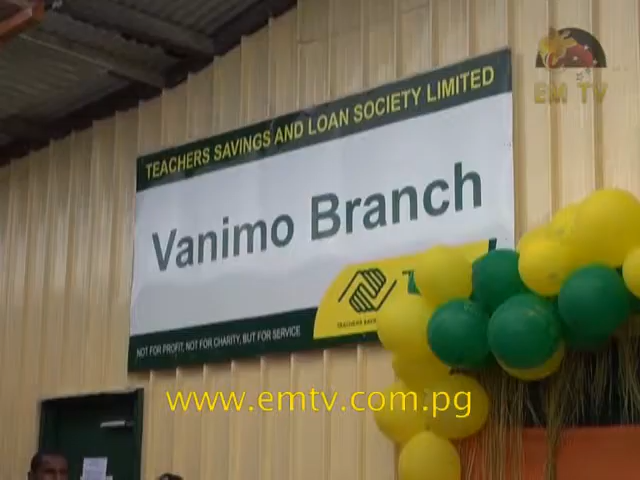 EM TV
TEACHERS SAVINGS AND LOAN SOCIETY LIMITED
Vanimo Branch
TEACHERS
NOT FOR PROFIT, NOT FOR CHARITY, BUT FOR SERVICE
www.emtv.com.pg